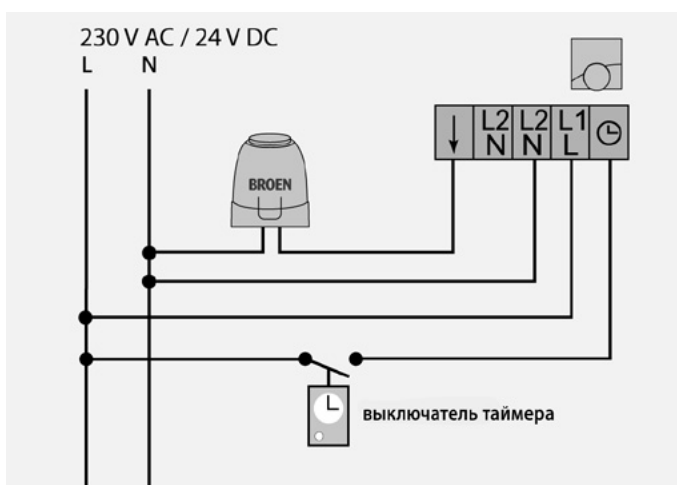 230 V AC / 24 V DC
L N
L2 L2 L1
N N L
BROEN
выключатель таймера